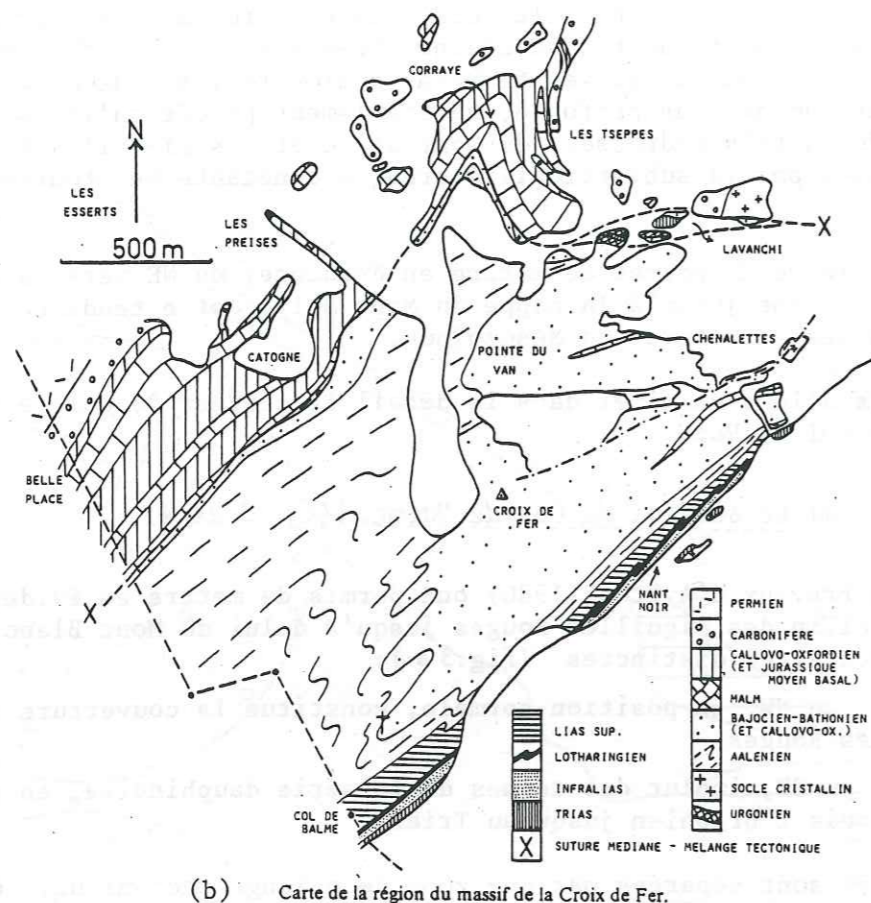 CORRAYE
LES TSEPPES
N
LES
ESSERTS
LES
PREISES
500m
X
LAVANCHI
CATOGNE
POINTE DU
VAN
CHENALETTES
BELLE
PLACE
CROIX DE
FER
X
NANT
NOIR
COL DE
BALME
LIAS SUP.
LOTHARINGIEN
INFRALIAS
TRIAS
X SUTURE MEDIANE - MELANGE TECTONIQUE
PERMIEN
CARBONIFERE
CALLOVO-OXFORDIEN
(ET JURASSIQUE
MOYEN BASAL)
MALM
BAJOCIEN-BATHONIEN
(ET CALLOVO-OX.)
AALENIEN
SOCLE CRISTALLIN
URGONIEN
(b) Carte de la région du massif de la Croix de Fer.